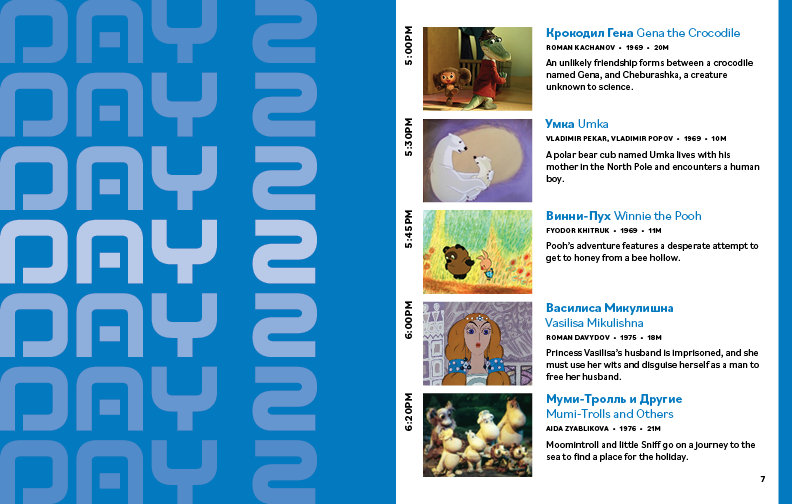 DAY 2
DAY 2
DAY 2
DAY 2
DAY 2
DAY 2
DAY 2
5:00PM
Крокодил Гена Gena the Crocodile
ROMAN KACHANOV • 1969 • 20M
An unlikely friendship forms between a crocodile
named Gena, and Cheburashka, a creature
unknown to science.
5:30PM
Умка Umka
VLADIMIR PEKAR, VLADIMIR POPOV • 1969 • 10M
A polar bear cub named Umka lives with his
mother in the North Pole and encounters a human
boy.
5:45PM
Винни-Пух Winnie the Pooh
FYODOR KHITRUK • 1969 • 11M
Pooh's adventure features a desperate attempt to
get to honey from a bee hollow.
6:00PM
Василиса Микулишна
Vasilisa Mikulishna
ROMAN DAVYDOV • 1975 • 18M
Princess Vasilisa's husband is imprisoned, and she
must use her wits and disguise herself as a man to
free her husband.
6:20PM
Муми-Тролль и Другие
Mumi-Trolls and Others
AIDA ZYABLIKOVA • 1976 • 21M
Moomintroll and little Sniff go on a journey to the
sea to find a place for the holiday.
7